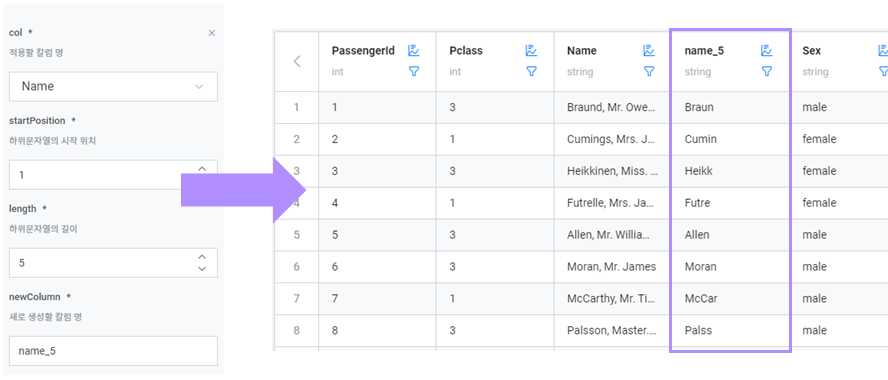 col *
적용할 칼럼 명
Name
startPosition *
하위문자열의 시작 위치
1
length *
하위문자열의 길이
5
newColumn *
새로 생성할 칼럼 명
name_5
PassengerId Pclass Name name_5 Sex
int int string string string
1 1 3 Braund, Mr. Owe... Braun male
2 2 1 Cumings, Mrs. J... Cumin female
3 3 3 Heikkinen, Miss. ... Heikk female
4 4 1 Futrelle, Mrs. Ja... Futre female
5 5 3 Allen, Mr. Willia... Allen male
6 6 3 Moran, Mr. James Moran male
7 7 1 McCarthy, Mr. Ti... McCar male
8 8 3 Palsson, Master.... Palss male